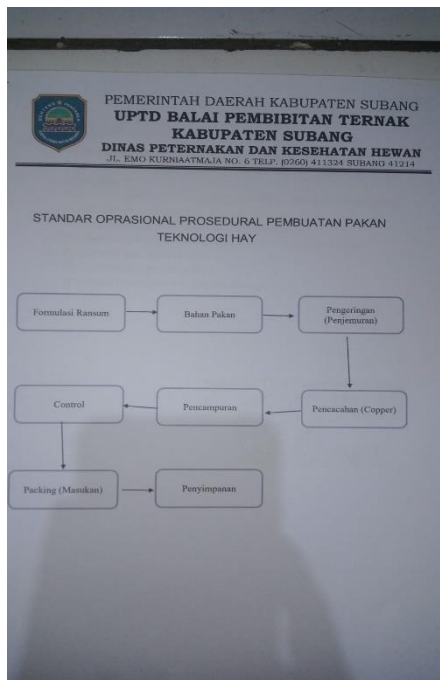 PEMERINTAH DAERAH KABUPATEN SUBANG
UPTD BALAI PEMBIBITAN TERNAK
KABUPATEN SUBANG
DINAS PETERNAKAN DAN KESEHATAN HEWAN
JL. EMO KURNIAATMAJA NO. 6 TELP. (0260) 411324 SUBANG 41214
STANDAR OPRASIONAL PROSEDURAL PEMBUATAN PAKAN
TEKNOLOGI HAY
Formulasi Ransum
Bahan Pakan
Pengeringan
(Penjemuran)
Pencacahan (Copper)
Pencampuran
Control
Packing (Masukan)
Penyimpanan